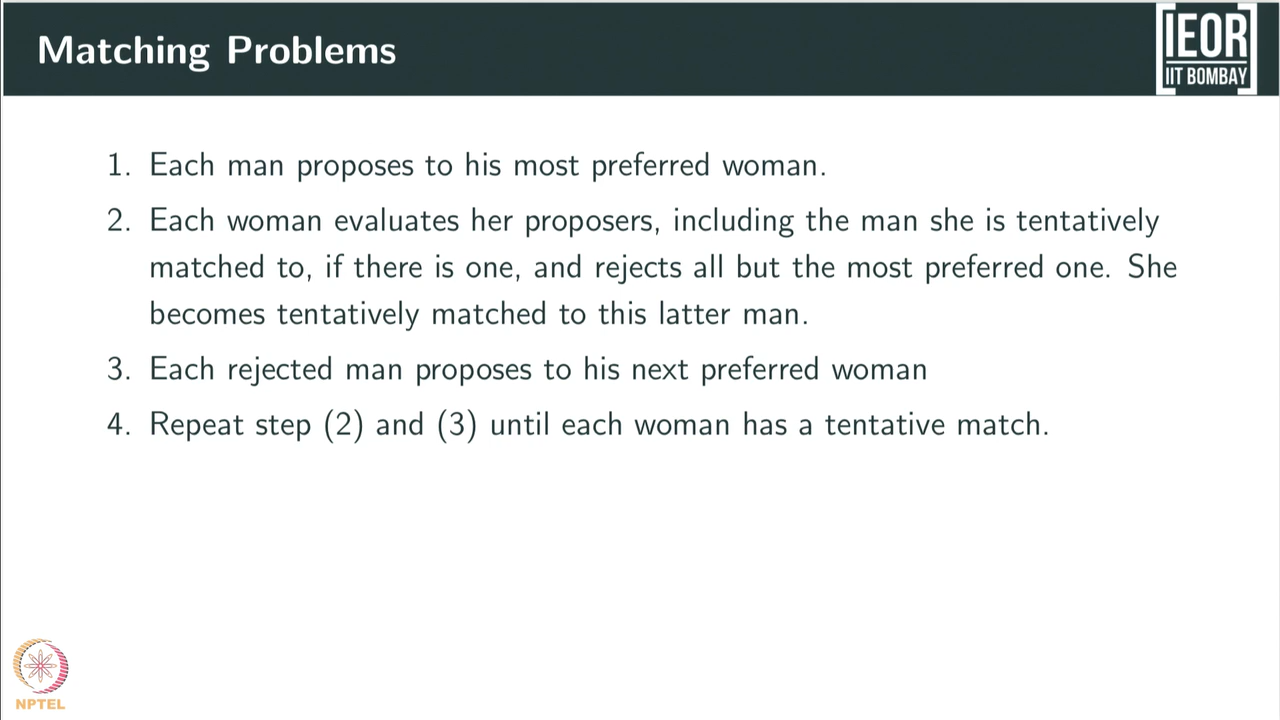 Matching Problems
IEOR
IIT BOMBAY
1. Each man proposes to his most preferred woman.
2. Each woman evaluates her proposers, including the man she is tentatively
matched to, if there is one, and rejects all but the most preferred one. She
becomes tentatively matched to this latter man.
3. Each rejected man proposes to his next preferred woman
4. Repeat step (2) and (3) until each woman has a tentative match.
NPTEL